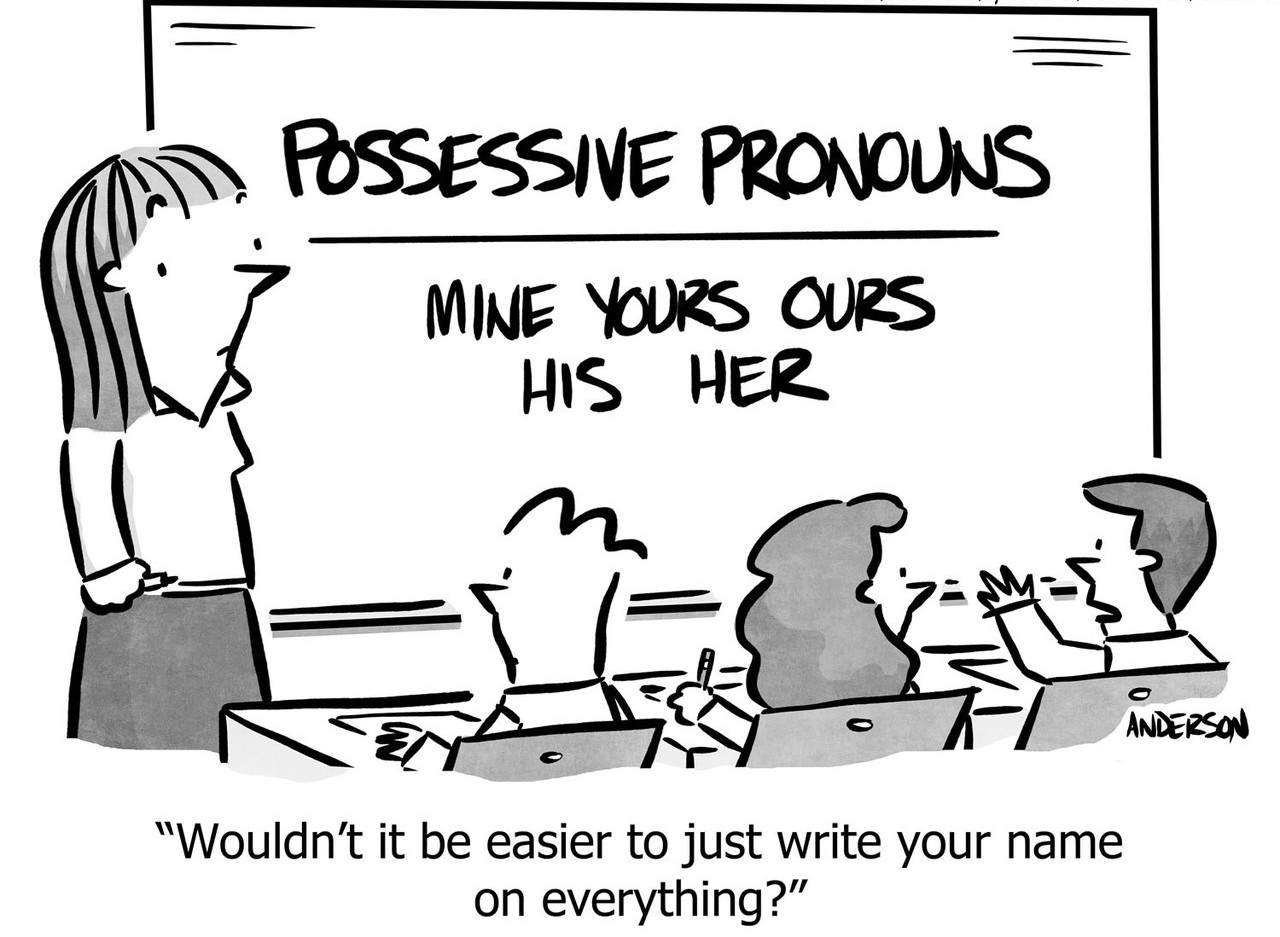 POSSESSIVE PRONOUNS
MINE YOURS OURS
HIS HER
ANDERSON
“Wouldn’t it be easier to just write your name
on everything?”